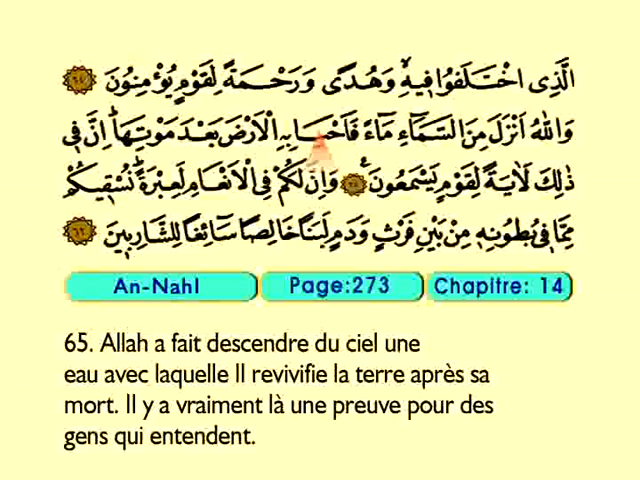 الَّذِي اخْتَلَفُوا فِيهِ وَهُدًى وَرَحْمَةً لِقَوْمٍ يُؤْمِنُونَ ٦٤
وَاللّٰهُ اَنْزَلَ مِنَ السَّمَاءِ مَاءً فَاَحْيَا بِهِ الْاَرْضَ بَعْدَ مَوْتِهَا اِنَّ فِي
ذٰلِكَ لَاٰيَةً لِقَوْمٍ يَسْمَعُونَ ٦٥ وَاِنَّ لَكُمْ فِي الْاَنْعَامِ لَعِبْرَةً نُسْقِيكُمْ
مِمَّا فِي بُطُونِهِ مِنْ بَيْنِ فَرْثٍ وَدَمٍ لَبَنًا خَالِصًا سَائِغًا لِلشَّارِبِينَ ٦٦
An-Nahl Page:273 Chapitre: 14
65. Allah a fait descendre du ciel une
eau avec laquelle Il revivifie la terre après sa
mort. Il y a vraiment là une preuve pour des
gens qui entendent.